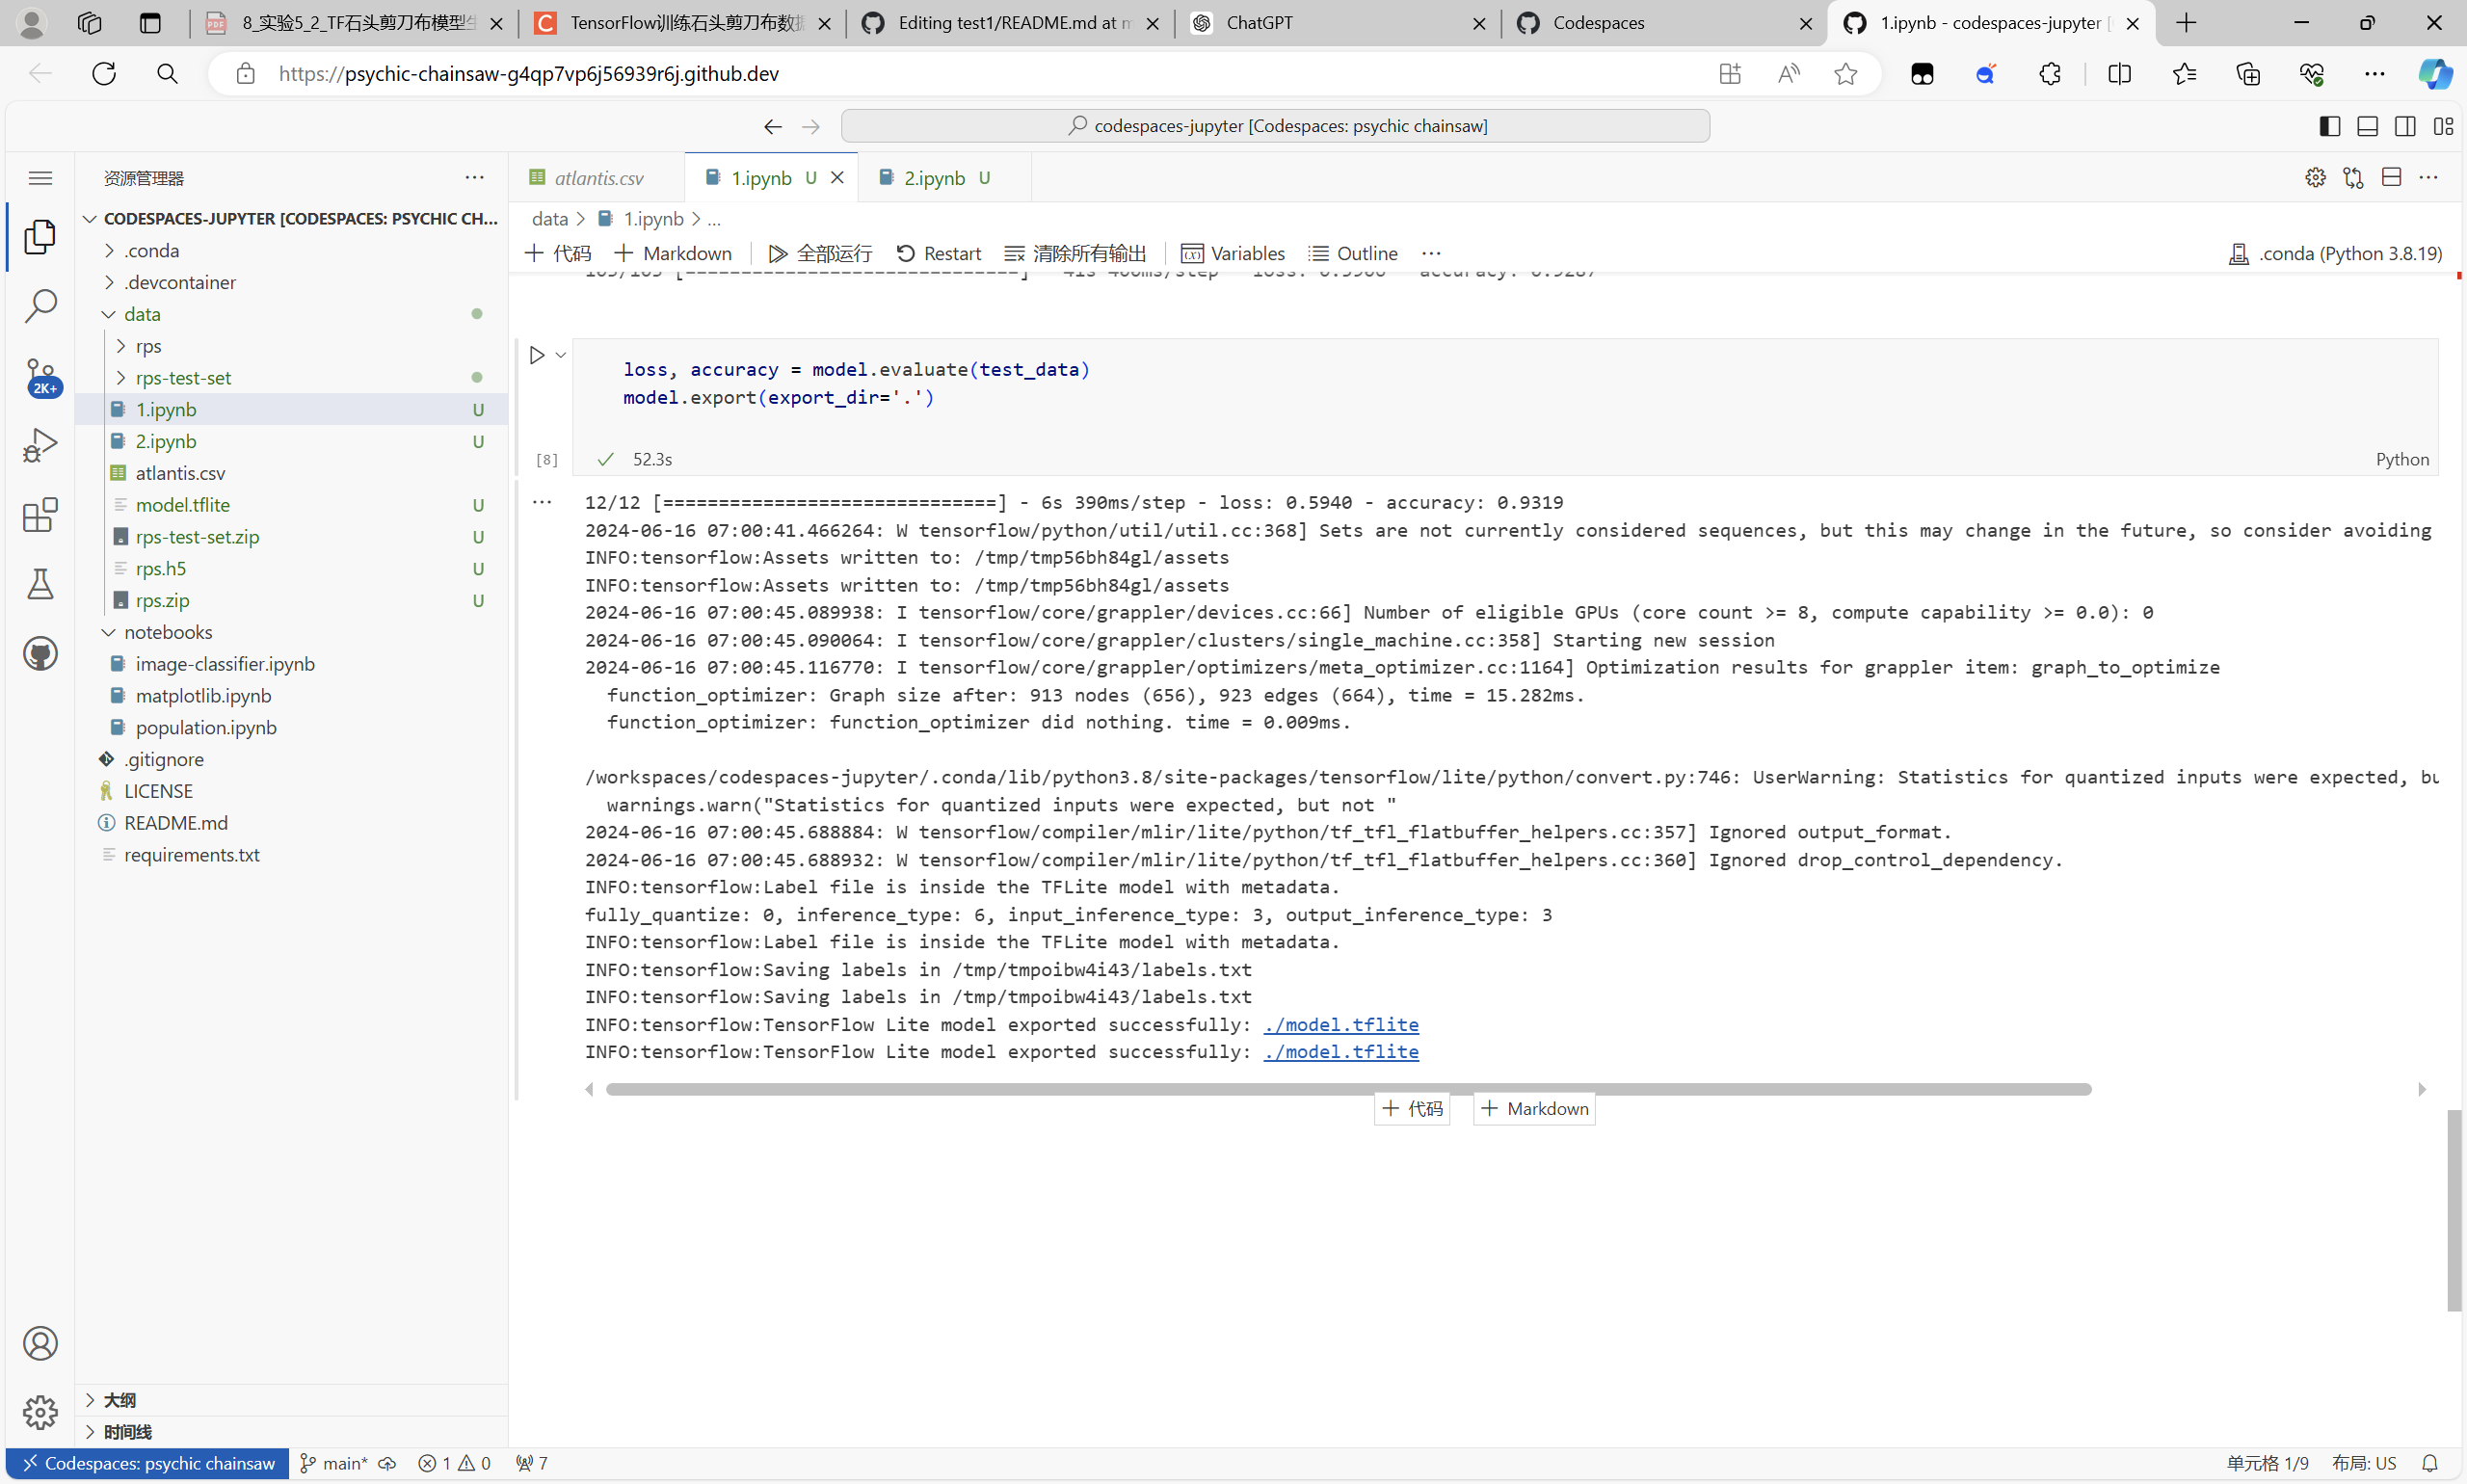 8_实验5_2_TF石头剪刀布模型生
TensorFlow训练石头剪刀布数据
Editing test1/README.md at m
ChatGPT
Codespaces
1.ipynb - codespaces-jupyter [
https://psychic-chainsaw-g4qp7vp6j56939r6j.github.dev
codespaces-jupyter [Codespaces: psychic chainsaw]
资源管理器
CODESPACES-JUPYTER [CODESPACES: PSYCHIC CH...
.conda
.devcontainer
data
rps
rps-test-set
1.ipynb U
2.ipynb U
atlantis.csv
model.tflite U
rps-test-set.zip U
rps.h5 U
rps.zip U
notebooks
image-classifier.ipynb
matplotlib.ipynb
population.ipynb
.gitignore
LICENSE
README.md
requirements.txt
大纲
时间线
2K+
atlantis.csv
1.ipynb U
2.ipynb U
data > 1.ipynb > ...
代码 Markdown 全部运行 Restart 清除所有输出 Variables Outline ... .conda (Python 3.8.19)
loss, accuracy = model.evaluate(test_data)
model.export(export_dir='.')
[8] 52.3s Python
12/12 [==============================] - 6s 390ms/step - loss: 0.5940 - accuracy: 0.9319
2024-06-16 07:00:41.466264: W tensorflow/python/util/util.cc:368] Sets are not currently considered sequences, but this may change in the future, so consider avoiding
INFO:tensorflow:Assets written to: /tmp/tmp56bh84gl/assets
INFO:tensorflow:Assets written to: /tmp/tmp56bh84gl/assets
2024-06-16 07:00:45.089938: I tensorflow/core/grappler/devices.cc:66] Number of eligible GPUs (core count >= 8, compute capability >= 0.0): 0
2024-06-16 07:00:45.090064: I tensorflow/core/grappler/clusters/single_machine.cc:358] Starting new session
2024-06-16 07:00:45.116770: I tensorflow/core/grappler/optimizers/meta_optimizer.cc:1164] Optimization results for grappler item: graph_to_optimize
function_optimizer: Graph size after: 913 nodes (656), 923 edges (664), time = 15.282ms.
function_optimizer: function_optimizer did nothing. time = 0.009ms.
/workspaces/codespaces-jupyter/.conda/lib/python3.8/site-packages/tensorflow/lite/python/convert.py:746: UserWarning: Statistics for quantized inputs were expected, bu
warnings.warn("Statistics for quantized inputs were expected, but not "
2024-06-16 07:00:45.688884: W tensorflow/compiler/mlir/lite/python/tf_tfl_flatbuffer_helpers.cc:357] Ignored output_format.
2024-06-16 07:00:45.688932: W tensorflow/compiler/mlir/lite/python/tf_tfl_flatbuffer_helpers.cc:360] Ignored drop_control_dependency.
INFO:tensorflow:Label file is inside the TFLite model with metadata.
fully_quantize: 0, inference_type: 6, input_inference_type: 3, output_inference_type: 3
INFO:tensorflow:Label file is inside the TFLite model with metadata.
INFO:tensorflow:Saving labels in /tmp/tmpoibw4i43/labels.txt
INFO:tensorflow:Saving labels in /tmp/tmpoibw4i43/labels.txt
INFO:tensorflow:TensorFlow Lite model exported successfully: ./model.tflite
INFO:tensorflow:TensorFlow Lite model exported successfully: ./model.tflite
代码 Markdown
Codespaces: psychic chainsaw main* 1 0 7 单元格 1/9 布局: US